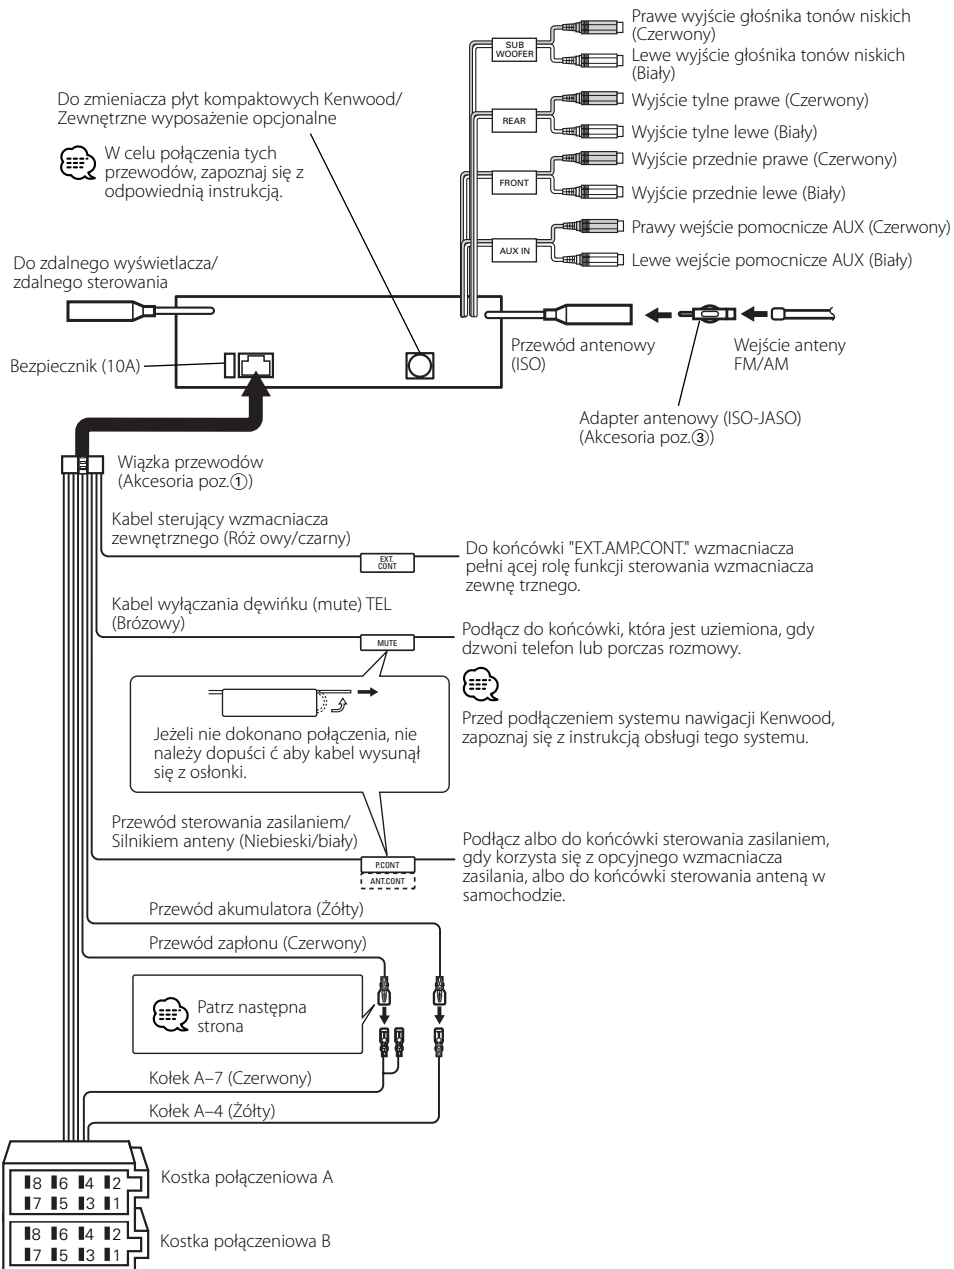 Prawe wyjście głośnika tonów niskich
(Czerwony)
SUB
WOOFER
Lewe wyjście głośnika tonów niskich
(Biały)
Do zmieniacza płyt kompaktowych Kenwood/
Zewnętrzne wyposażenie opcjonalne
Wyjście tylne prawe (Czerwony)
REAR
Wyjście tylne lewe (Biały)
W celu połączenia tych
przewodów, zapoznaj się z
odpowiednią instrukcją.
Wyjście przednie prawe (Czerwony)
FRONT
Wyjście przednie lewe (Biały)
Prawy wejście pomocnicze AUX (Czerwony)
AUX IN
Lewe wejście pomocnicze AUX (Biały)
Do zdalnego wyświetlacza/
zdalnego sterowania
Bezpiecznik (10A)
Przewód antenowy
(ISO)
Wejście anteny
FM/AM
Adapter antenowy (ISO-JASO)
(Akcesoria poz.③)
Wiązka przewodów
(Akcesoria poz.①)
Kabel sterujący wzmacniacza
zewnętrznego (Róż owy/czarny)
EXT.
CONT
Do końcówki "EXT.AMP.CONT." wzmacniacza
pełni ącej rolę funkcji sterowania wzmacniacza
zewnę trznego.
Kabel wyłączania dęwińku (mute) TEL
(Brózowy)
MUTE
Podłącz do końcówki, która jest uziemiona, gdy
dzwoni telefon lub porczas rozmowy.
Przed podłączeniem systemu nawigacji Kenwood,
zapoznaj się z instrukcją obsługi tego systemu.
Jeżeli nie dokonano połączenia, nie
należy dopuści ć aby kabel wysunął
się z osłonki.
Przewód sterowania zasilaniem/
Silnikiem anteny (Niebieski/biały)
P.CONT
ANT.CONT
Podłącz albo do końcówki sterowania zasilaniem,
gdy korzysta się z opcyjnego wzmacniacza
zasilania, albo do końcówki sterowania anteną w
samochodzie.
Przewód akumulatora (Żółty)
Przewód zapłonu (Czerwony)
Patrz następna
strona
Kołek A–7 (Czerwony)
Kołek A–4 (Żółty)
Kostka połączeniowa A
8 6 4 2
7 5 3 1
Kostka połączeniowa B
8 6 4 2
7 5 3 1